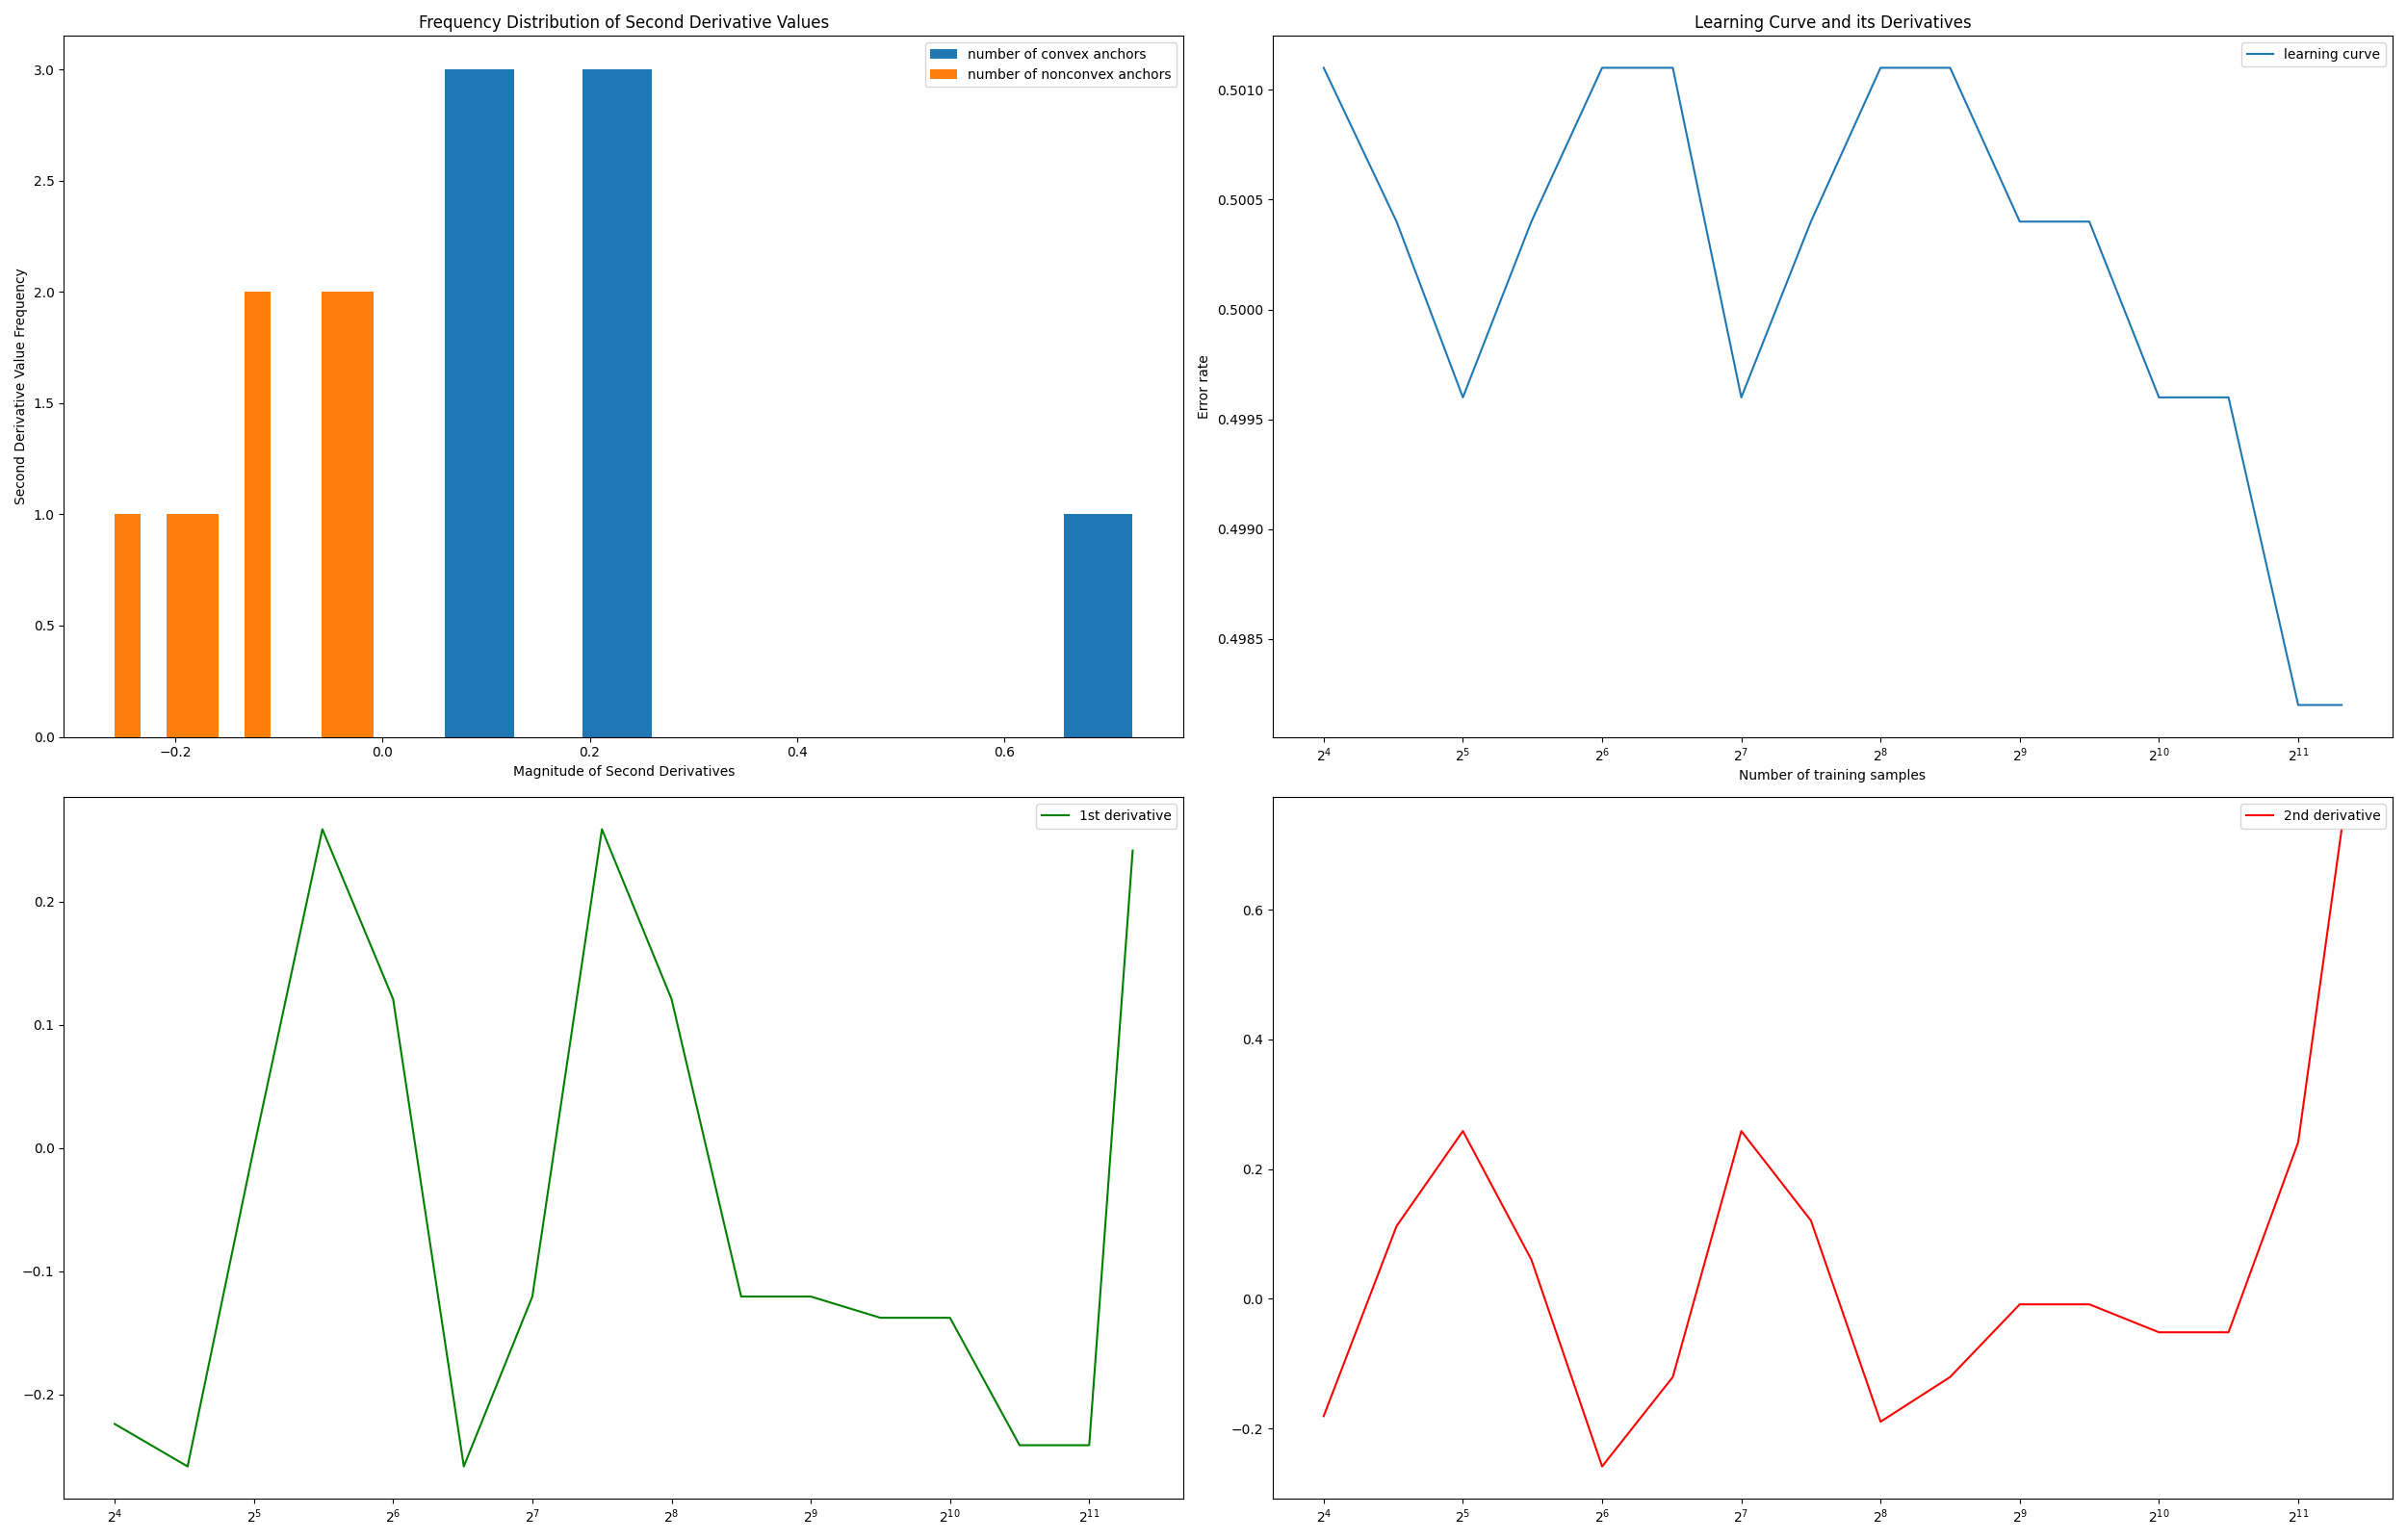 Frequency Distribution of Second Derivative Values
number of convex anchors
number of nonconvex anchors
3.0
2.5
2.0
1.5
1.0
0.5
0.0
Second Derivative Value Frequency
−0.2 0.0 0.2 0.4 0.6
Magnitude of Second Derivatives
Learning Curve and its Derivatives
learning curve
0.5010
0.5005
0.5000
0.4995
0.4990
0.4985
Error rate
2⁴ 2⁵ 2⁶ 2⁷ 2⁸ 2⁹ 2¹⁰ 2¹¹
Number of training samples
1st derivative
0.2
0.1
0.0
−0.1
−0.2
2⁴ 2⁵ 2⁶ 2⁷ 2⁸ 2⁹ 2¹⁰ 2¹¹
2nd derivative
0.6
0.4
0.2
0.0
−0.2
2⁴ 2⁵ 2⁶ 2⁷ 2⁸ 2⁹ 2¹⁰ 2¹¹